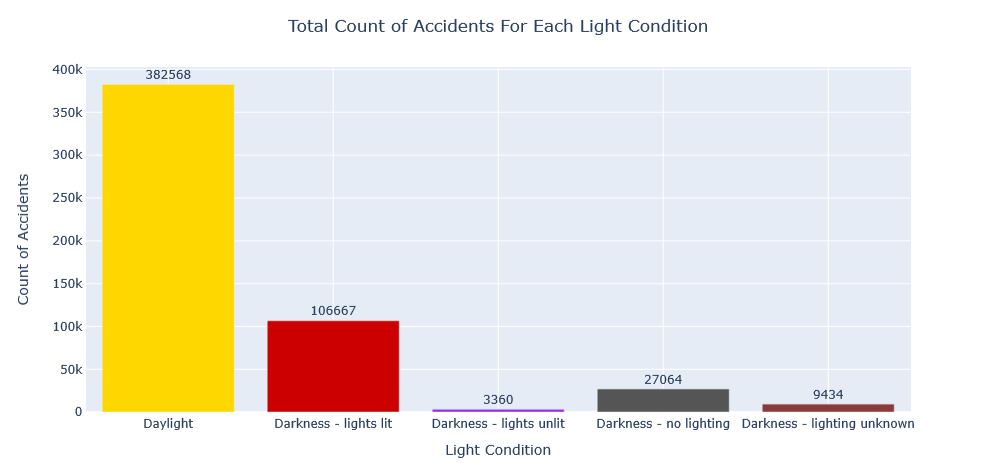 Total Count of Accidents For Each Light Condition
Count of Accidents
400k
350k
300k
250k
200k
150k
100k
50k
0
382568
106667
3360
27064
9434
Daylight
Darkness - lights lit
Darkness - lights unlit
Darkness - no lighting
Darkness - lighting unknown
Light Condition